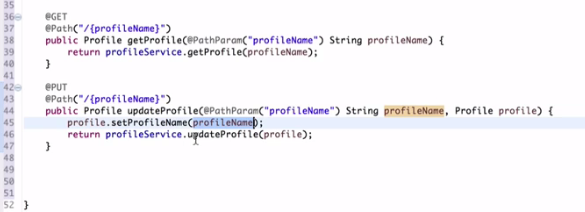 35
36 @GET
37 @Path("/{profileName}")
38 public Profile getProfile(@PathParam("profileName") String profileName) {
39 return profileService.getProfile(profileName);
40 }
41
42 @PUT
43 @Path("/{profileName}")
44 public Profile updateProfile(@PathParam("profileName") String profileName, Profile profile) {
45 profile.setProfileName(profileName);
46 return profileService.updateProfile(profile);
47 }
48
49
50
51
52 }